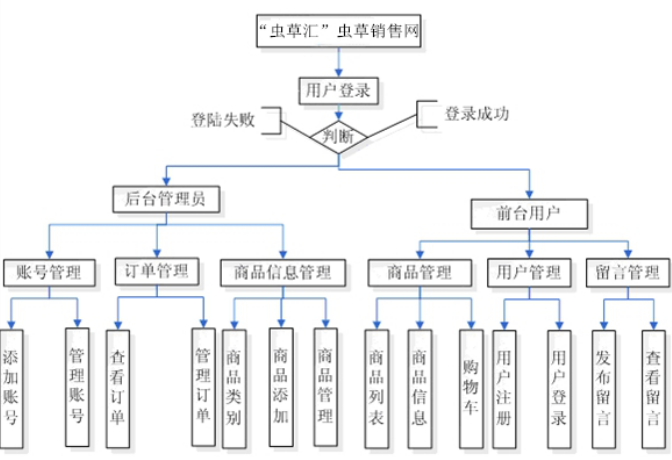 “虫草汇”虫草销售网
用户登录
登陆失败
登录成功
判断
后台管理员
前台用户
账号管理
订单管理
商品信息管理
商品管理
用户管理
留言管理
添加账号
管理账号
查看订单
管理订单
商品类别
商品添加
商品管理
商品列表
商品信息
购物车
用户注册
用户登录
发布留言
查看留言